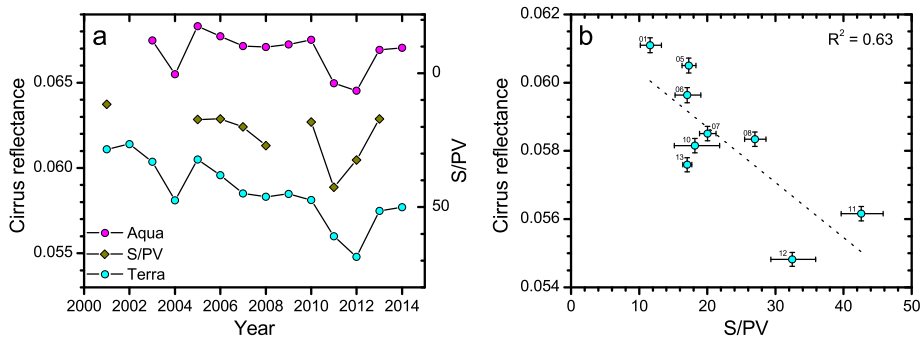 a
0.065
0.060
0.055
Cirrus reflectance
0
50
S/PV
Aqua
S/PV
Terra
2000 2002 2004 2006 2008 2010 2012 2014
Year
b
R² = 0.63
0.062
0.060
0.058
0.056
0.054
Cirrus reflectance
01
05
06
07
08
10
13
11
12
0 10 20 30 40 50
S/PV